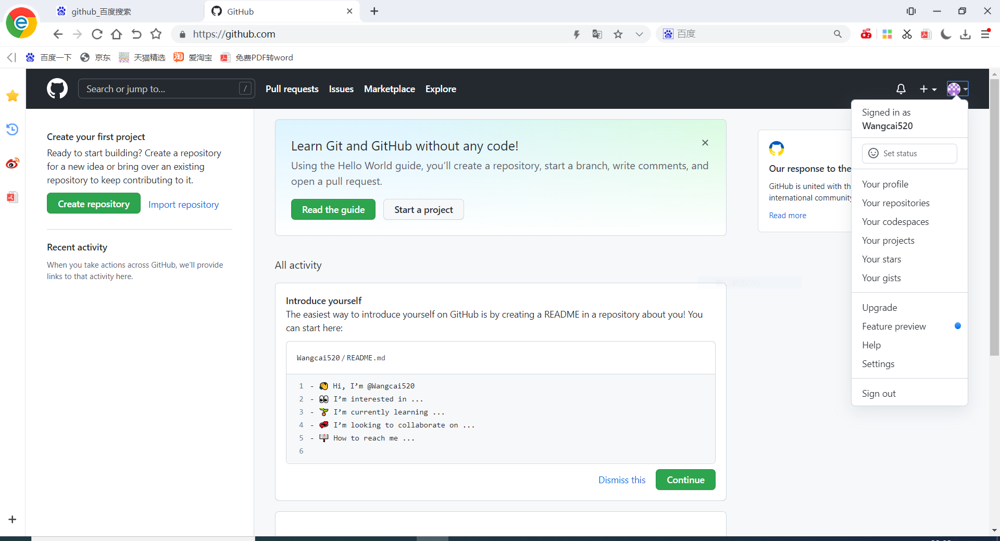 github_百度搜索
GitHub
https://github.com
百度
百度一下
京东
天猫精选
爱淘宝
免费PDF转word
Search or jump to...
/
Pull requests
Issues
Marketplace
Explore
Create your first project
Ready to start building? Create a repository
for a new idea or bring over an existing
repository to keep contributing to it.
Create repository
Import repository
Recent activity
When you take actions across GitHub, we’ll provide
links to that activity here.
Learn Git and GitHub without any code!
Using the Hello World guide, you’ll create a repository, start a branch, write comments, and
open a pull request.
Read the guide
Start a project
All activity
Introduce yourself
The easiest way to introduce yourself on GitHub is by creating a README in a repository about you! You
can start here:
Wangcai520 / README.md
1 - 👋 Hi, I’m @Wangcai520
2 - 👀 I’m interested in ...
3 - 🌱 I’m currently learning ...
4 - 💞️ I’m looking to collaborate on ...
5 - 📫 How to reach me ...
6
Dismiss this
Continue
Our response to the
GitHub is united with th
international community
Read more
Signed in as
Wangcai520
Set status
Your profile
Your repositories
Your codespaces
Your projects
Your stars
Your gists
Upgrade
Feature preview
Help
Settings
Sign out